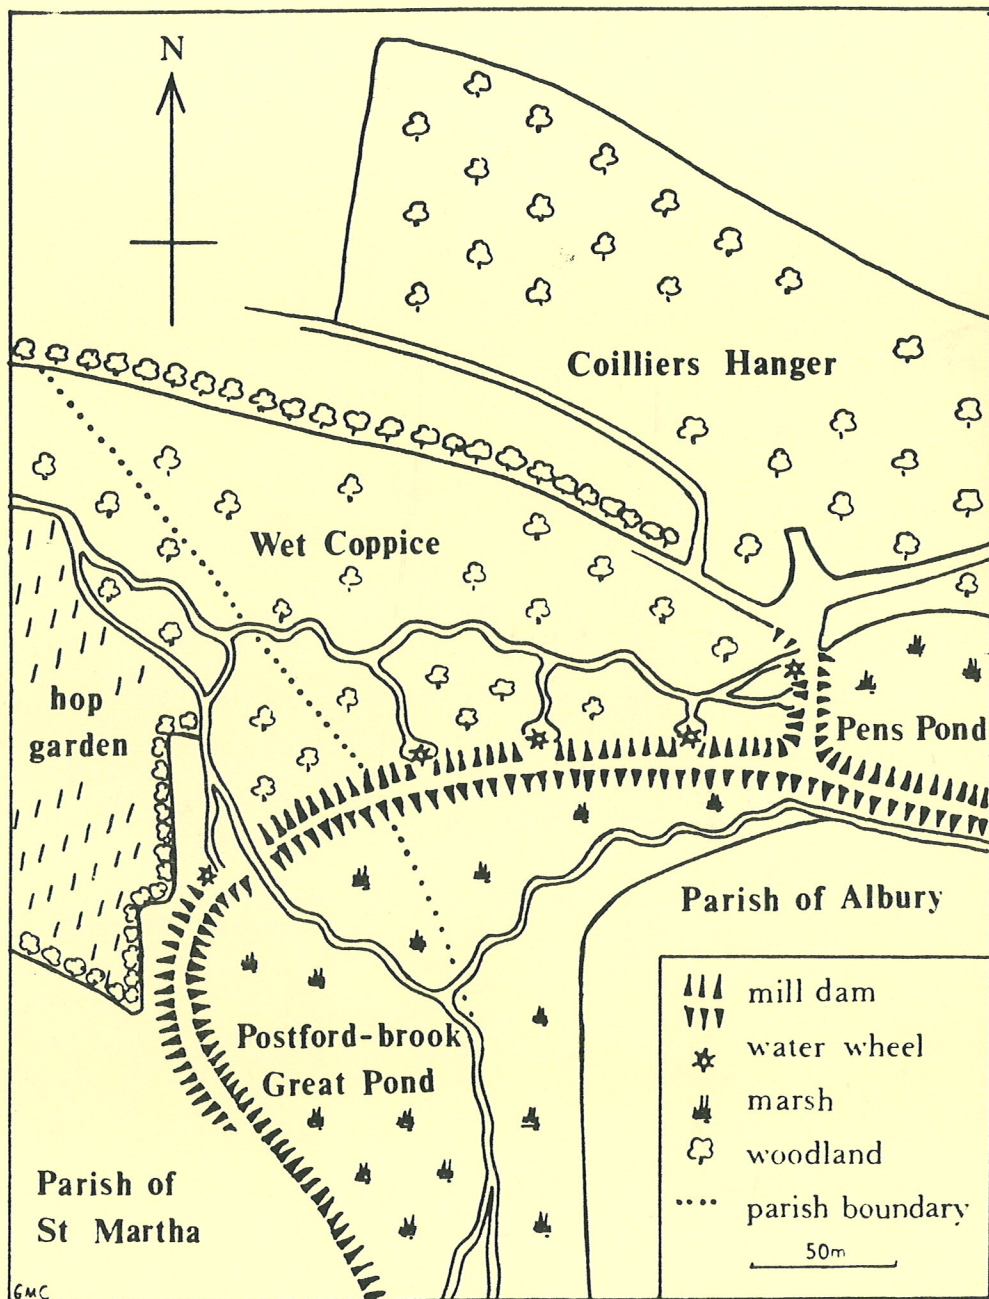 N
Coilliers Hanger
Wet Coppice
hop
garden
Pens Pond
Parish of Albury
Postford-brook
Great Pond
Parish of
St Martha
mill dam
water wheel
marsh
woodland
parish boundary
50m
GMC